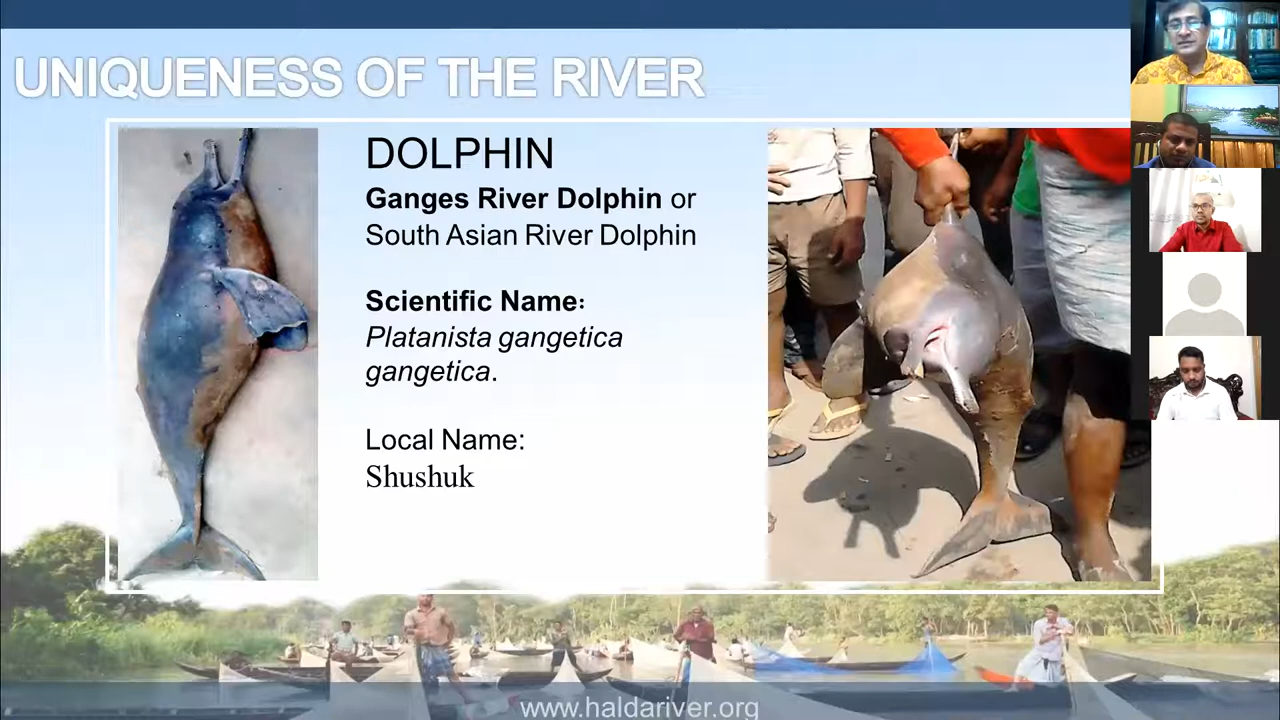 UNIQUENESS OF THE RIVER
DOLPHIN
Ganges River Dolphin or
South Asian River Dolphin
Scientific Name:
Platanista gangetica
gangetica.
Local Name:
Shushuk
www.haldariver.org